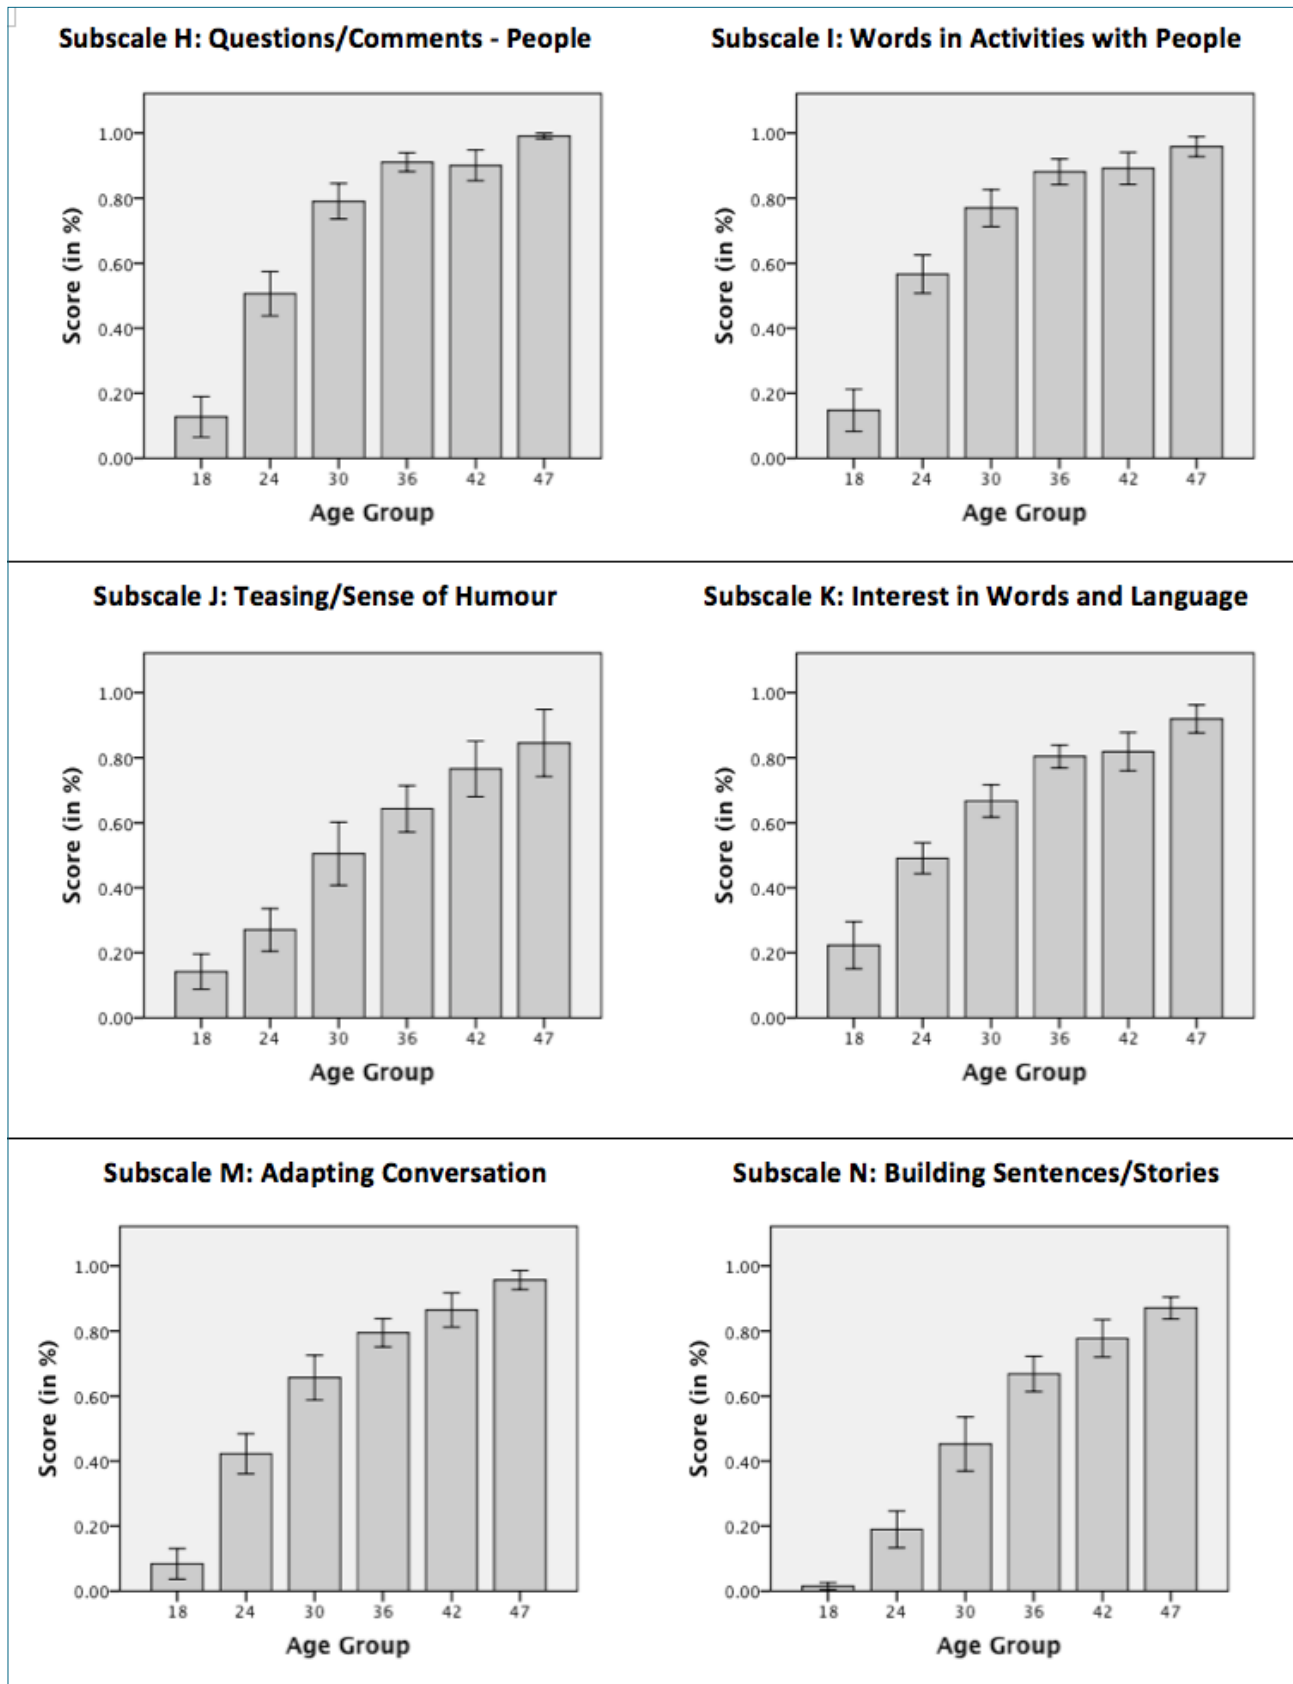 Subscale H: Questions/Comments - People
Score (in %)
1.00
0.80
0.60
0.40
0.20
0.00
18 24 30 36 42 47
Age Group
Subscale I: Words in Activities with People
Score (in %)
1.00
0.80
0.60
0.40
0.20
0.00
18 24 30 36 42 47
Age Group
Subscale J: Teasing/Sense of Humour
Score (in %)
1.00
0.80
0.60
0.40
0.20
0.00
18 24 30 36 42 47
Age Group
Subscale K: Interest in Words and Language
Score (in %)
1.00
0.80
0.60
0.40
0.20
0.00
18 24 30 36 42 47
Age Group
Subscale M: Adapting Conversation
Score (in %)
1.00
0.80
0.60
0.40
0.20
0.00
18 24 30 36 42 47
Age Group
Subscale N: Building Sentences/Stories
Score (in %)
1.00
0.80
0.60
0.40
0.20
0.00
18 24 30 36 42 47
Age Group